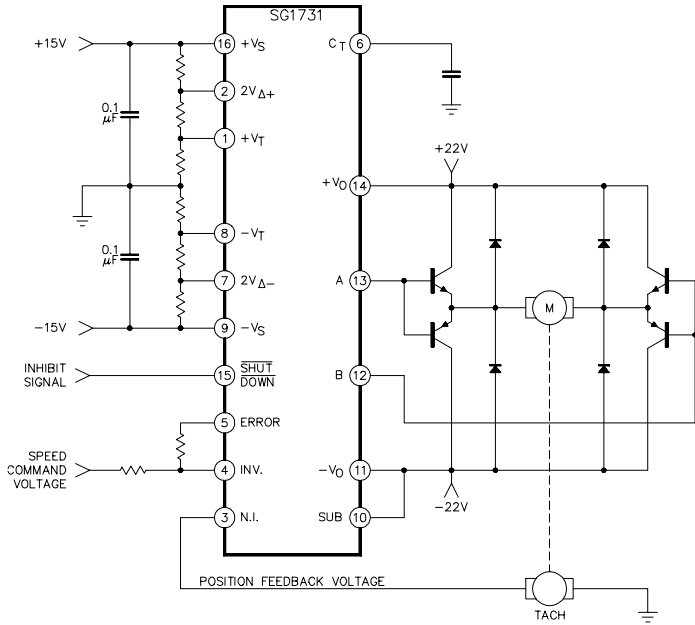 SG1731
+15V
16
+VS
CT
6
2
2VΔ+
0.1
μF
1
+VT
+22V
+VO
14
8
-VT
0.1
μF
7
2VΔ-
A
13
M
-15V
9
-VS
INHIBIT
SIGNAL
15
SHUT
DOWN
B
12
5
ERROR
SPEED
COMMAND
VOLTAGE
4
INV.
-VO
11
-22V
3
N.I.
SUB
10
POSITION FEEDBACK VOLTAGE
TACH